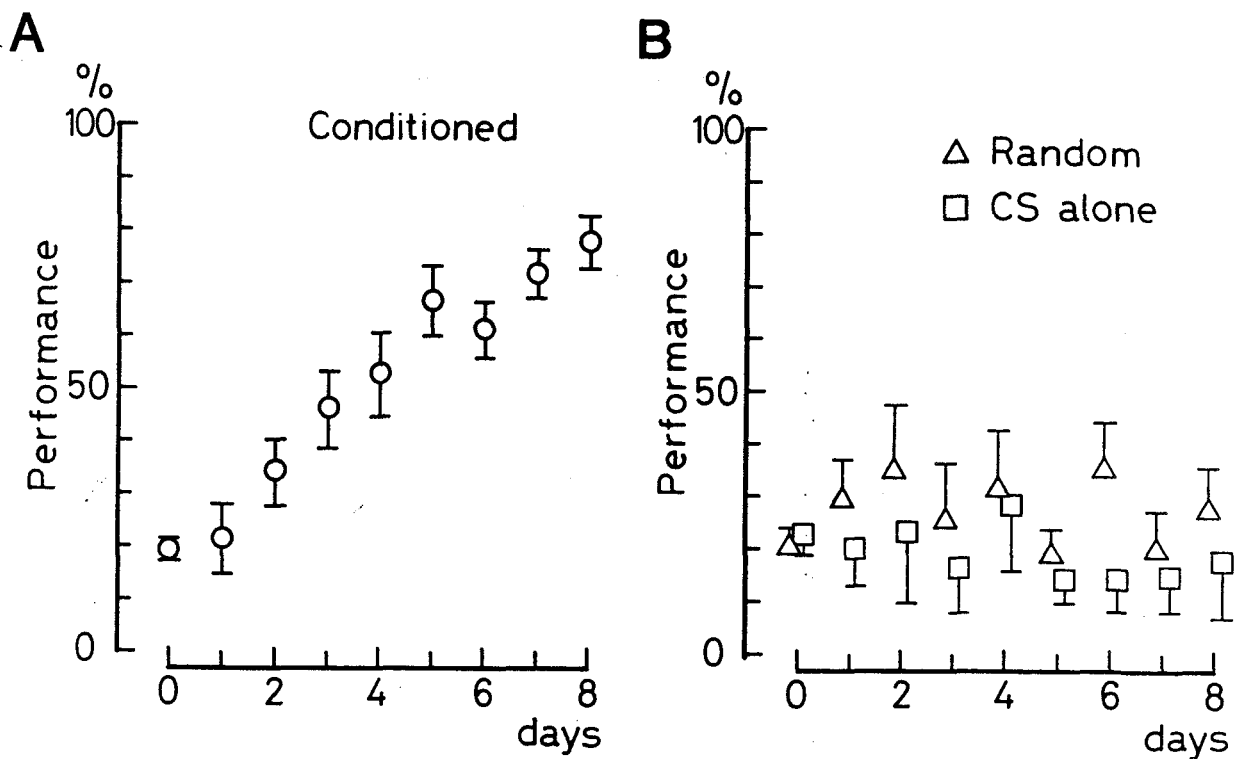 A
%
100
Conditioned
Performance
50
0
0 2 4 6 8
days
B
%
100
Random
CS alone
Performance
50
0
0 2 4 6 8
days